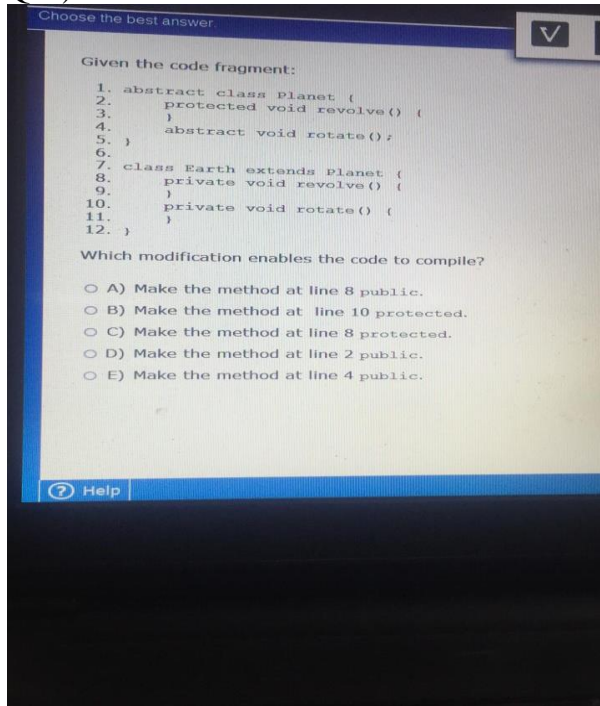 Choose the best answer.
V
Given the code fragment:
1. abstract class Planet {
2. protected void revolve() {
3. }
4. abstract void rotate();
5. }
6.
7. class Earth extends Planet {
8. private void revolve() {
9. }
10. private void rotate() {
11. }
12. }
Which modification enables the code to compile?
A) Make the method at line 8 public.
B) Make the method at line 10 protected.
C) Make the method at line 8 protected.
D) Make the method at line 2 public.
E) Make the method at line 4 public.
? Help